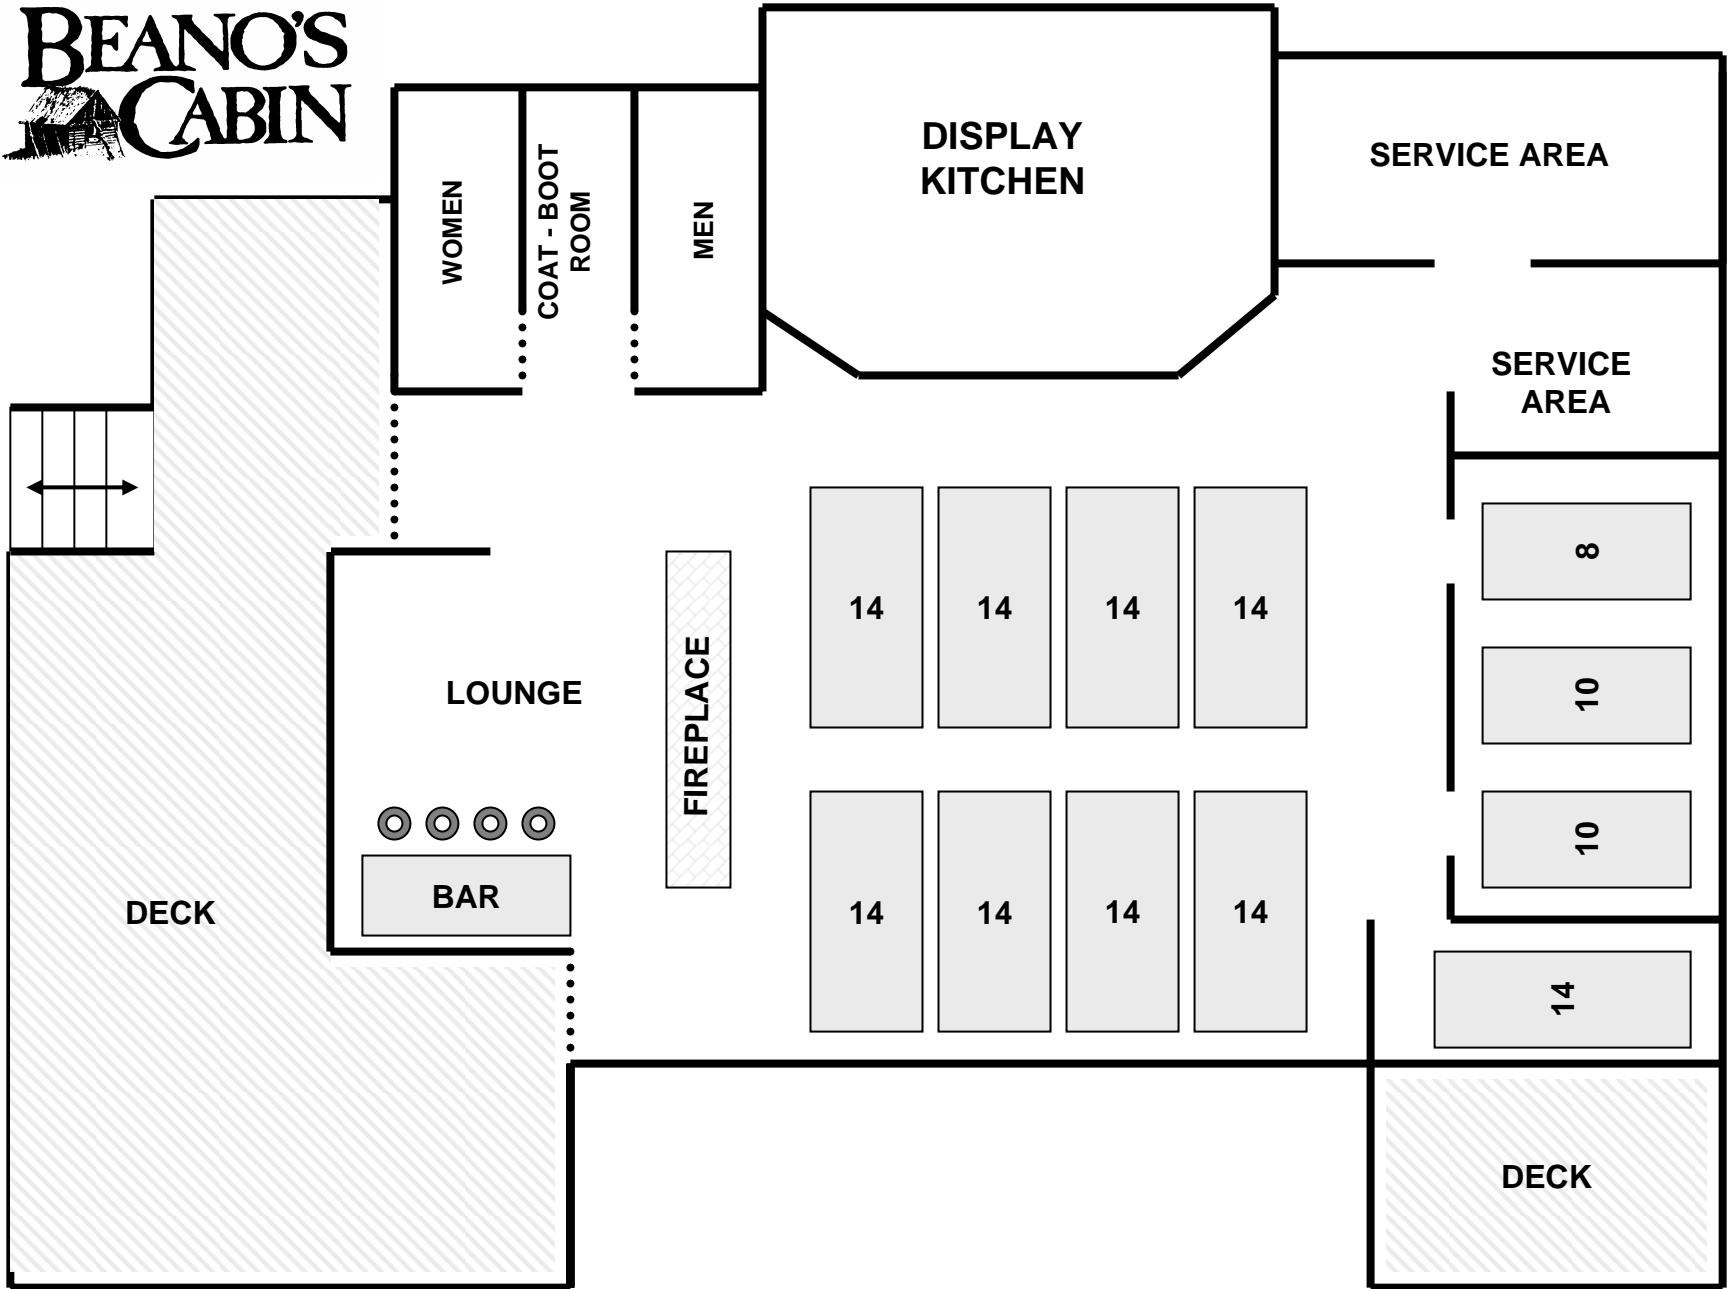 BEANO'S
CABIN
DISPLAY
KITCHEN
SERVICE AREA
WOMEN
COAT - BOOT
ROOM
MEN
SERVICE
AREA
8
14
14
14
14
LOUNGE
FIREPLACE
10
10
BAR
DECK
14
14
14
14
14
DECK